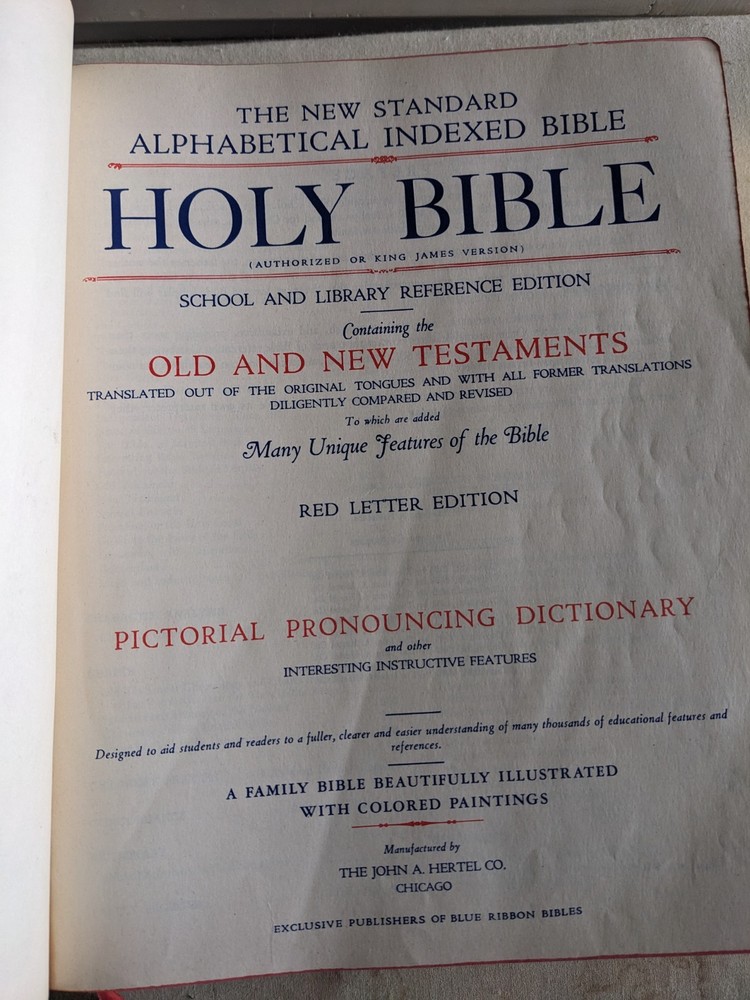 THE NEW STANDARD
ALPHABETICAL INDEXED BIBLE
HOLY BIBLE
(AUTHORIZED OR KING JAMES VERSION)
SCHOOL AND LIBRARY REFERENCE EDITION
Containing the
OLD AND NEW TESTAMENTS
TRANSLATED OUT OF THE ORIGINAL TONGUES AND WITH ALL FORMER TRANSLATIONS
DILIGENTLY COMPARED AND REVISED
To which are added
Many Unique Features of the Bible
RED LETTER EDITION
PICTORIAL PRONOUNCING DICTIONARY
and other
INTERESTING INSTRUCTIVE FEATURES
Designed to aid students and readers to a fuller, clearer and easier understanding of many thousands of educational features and
references.
A FAMILY BIBLE BEAUTIFULLY ILLUSTRATED
WITH COLORED PAINTINGS
Manufactured by
THE JOHN A. HERTEL CO.
CHICAGO
EXCLUSIVE PUBLISHERS OF BLUE RIBBON BIBLES